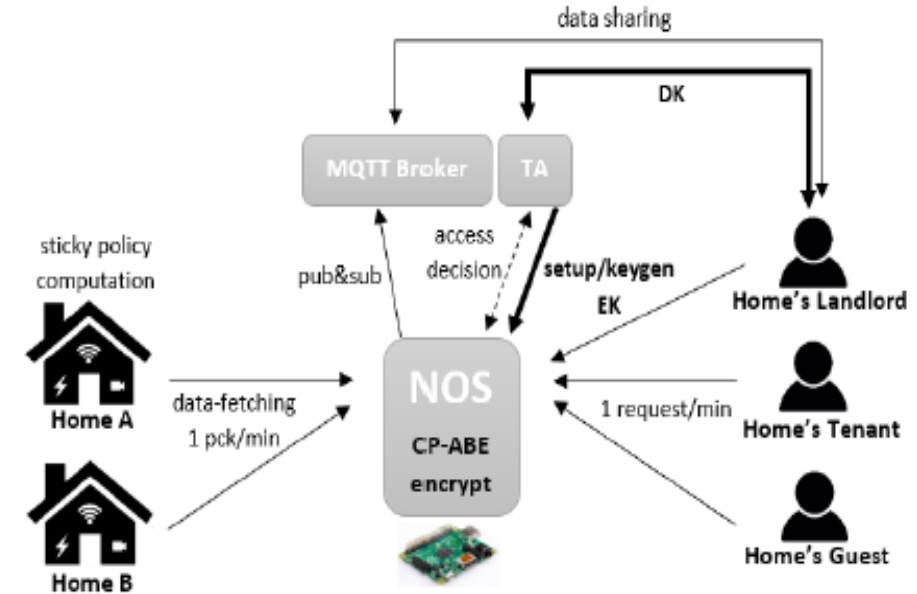 data sharing
DK
MQTT Broker
TA
sticky policy
computation
access
decision
pub&sub
setup/keygen
EK
Home's Landlord
Home A
data-fetching
1 pck/min
NOS
CP-ABE
encrypt
1 request/min
Home's Tenant
Home B
Home's Guest